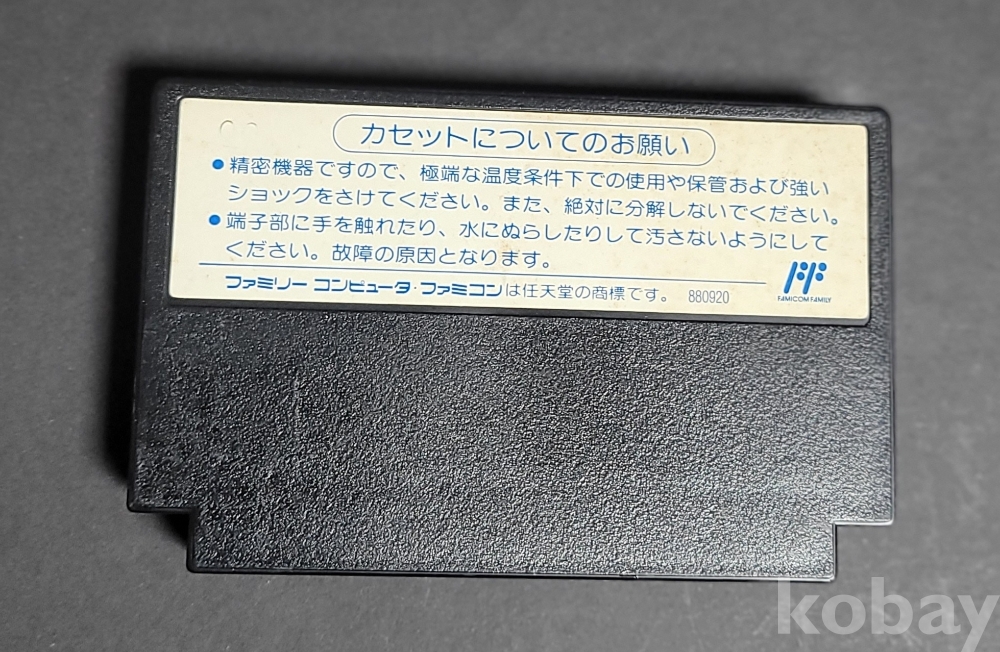 カセットについてのお願い
●精密機器ですので、極端な温度条件下での使用や保管および強い
ショックをさけてください。また、絶対に分解しないでください。
●端子部に手を触れたり、水にぬらしたりして汚さないようにして
ください。故障の原因となります。
ファミリー コンピュータ・ファミコンは任天堂の商標です。 880920
FAMICOM FAMILY
kobay